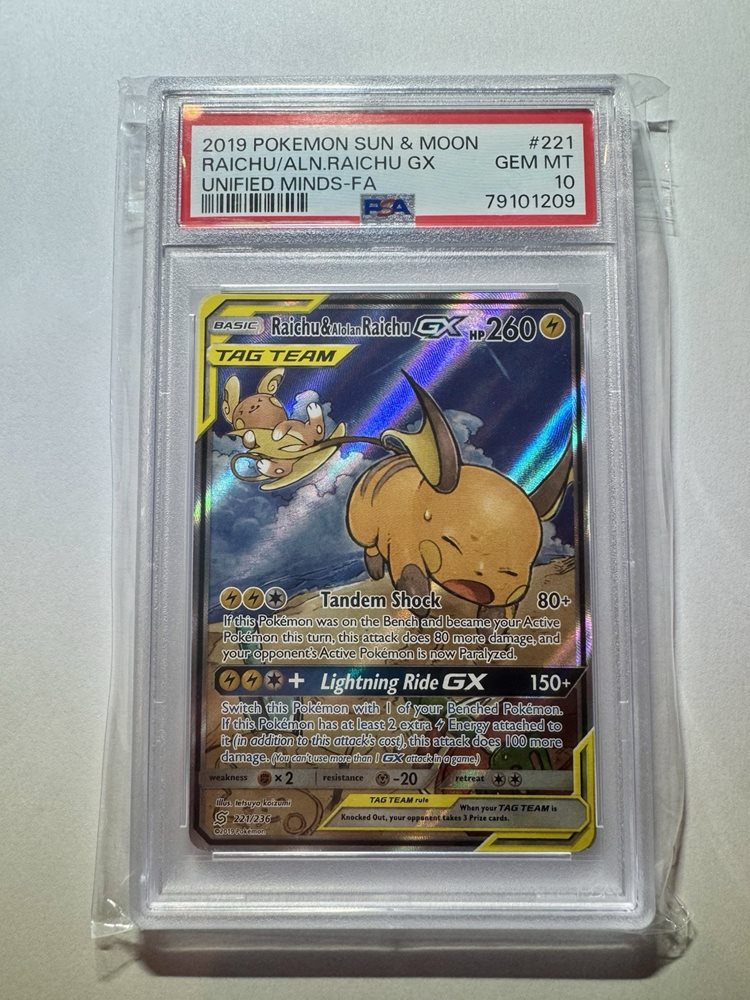 2019 POKEMON SUN & MOON #221
RAICHU/ALN.RAICHU GX GEM MT
UNIFIED MINDS-FA 10
PSA 79101209
BASIC Raichu&AlolanRaichu GX HP260
TAG TEAM
Tandem Shock 80+
If this Pokémon was on the Bench and became your Active
Pokémon this turn, this attack does 80 more damage, and
your opponent's Active Pokémon is now Paralyzed.
+ Lightning Ride GX 150+
Switch this Pokémon with 1 of your Benched Pokémon.
If this Pokémon has at least 2 extra Energy attached to
it (in addition to this attack's cost), this attack does 100 more
damage. (You can't use more than 1 GX attack in a game.)
weakness ×2 resistance -20 retreat
Illus. tetsuya koizumi
TAG TEAM rule
When your TAG TEAM is
Knocked Out, your opponent takes 3 Prize cards.
221/236
©2019 Pokémon